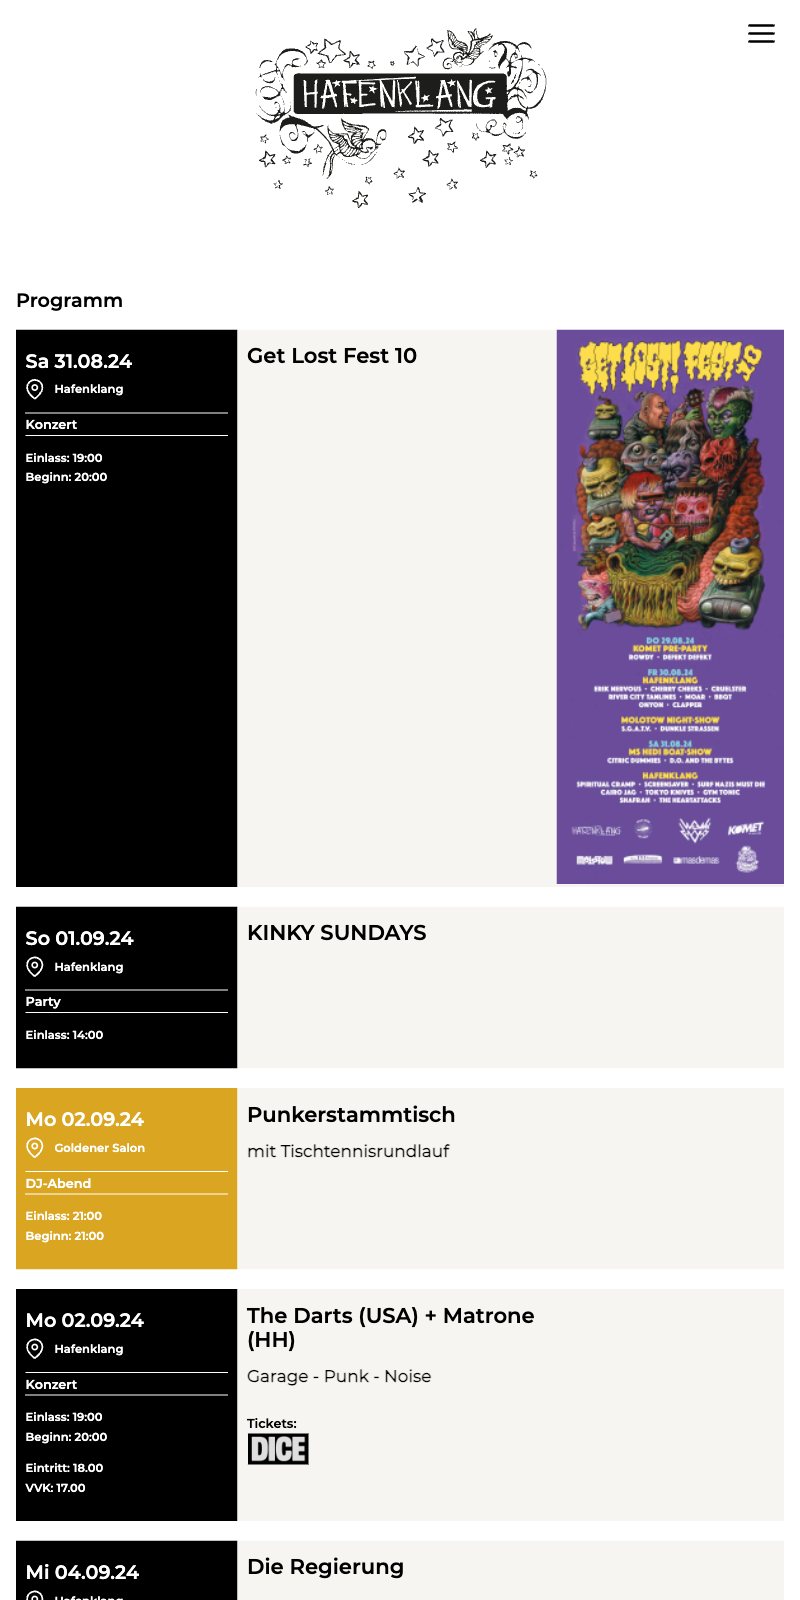 HAFENKLANG
Programm
Sa 31.08.24
Hafenklang
Konzert
Einlass: 19:00
Beginn: 20:00
Get Lost Fest 10
GET LOST! FEST 10
DO 29.08.24
KOMET PRE-PARTY
ROWDY • DEFEKT DEFEKT
FR 30.08.24
HAFENKLANG
ERIK NERVOUS • CHERRY CHEEKS • CRUELSTER
RIVER CITY TANLINES • MOAR • BBQT
ONYON • CLAPPER
MOLOTOW NIGHT-SHOW
S.G.A.T.V. • DUNKLE STRASSEN
SA 31.08.24
MS HEDI BOAT-SHOW
CITRIC DUMMIES • D.O. AND THE BYTES
HAFENKLANG
SPIRITUAL CRAMP • SCREENSAVER • SURF NAZIS MUST DIE
CAIRO JAG • TOKYO KNIVES • GYM TONIC
SHAFRAH • THE HEARTATTACKS
HAFENKLANG
KOMET
MOLOTOW
masdemas
So 01.09.24
Hafenklang
Party
Einlass: 14:00
KINKY SUNDAYS
Mo 02.09.24
Goldener Salon
DJ-Abend
Einlass: 21:00
Beginn: 21:00
Punkerstammtisch
mit Tischtennisrundlauf
Mo 02.09.24
Hafenklang
Konzert
Einlass: 19:00
Beginn: 20:00
Eintritt: 18.00
VVK: 17.00
The Darts (USA) + Matrone
(HH)
Garage - Punk - Noise
Tickets:
DICE
Mi 04.09.24
Hafenklang
Die Regierung